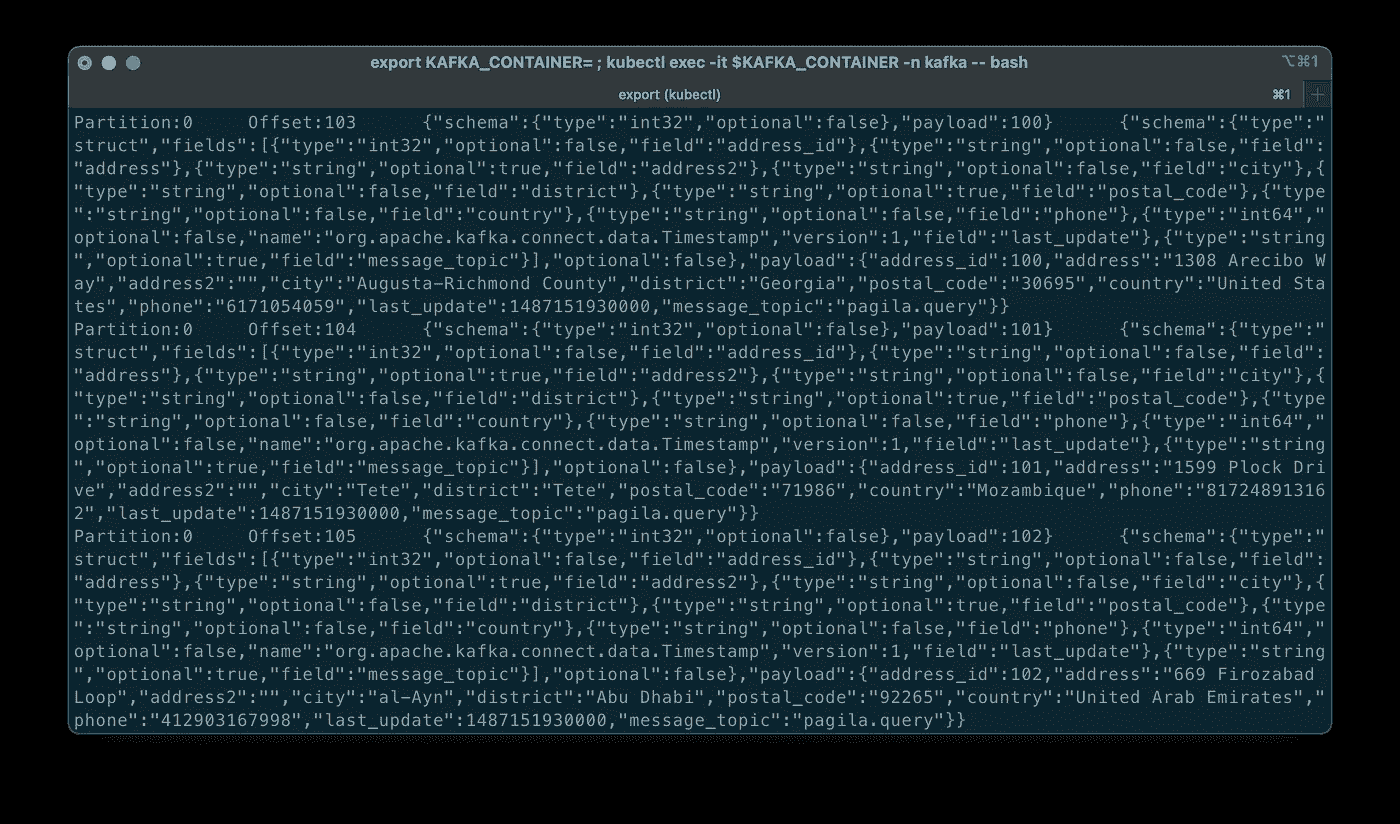 export KAFKA_CONTAINER= ; kubectl exec -it $KAFKA_CONTAINER -n kafka -- bash ⌥⌘1
export (kubectl) ⌘1 +
Partition:0 Offset:103 {"schema":{"type":"int32","optional":false},"payload":100} {"schema":{"type":"
struct","fields":[{"type":"int32","optional":false,"field":"address_id"},{"type":"string","optional":false,"field":
"address"},{"type":"string","optional":true,"field":"address2"},{"type":"string","optional":false,"field":"city"},{
"type":"string","optional":false,"field":"district"},{"type":"string","optional":true,"field":"postal_code"},{"type
":"string","optional":false,"field":"country"},{"type":"string","optional":false,"field":"phone"},{"type":"int64","
optional":false,"name":"org.apache.kafka.connect.data.Timestamp","version":1,"field":"last_update"},{"type":"string
","optional":true,"field":"message_topic"}],"optional":false},"payload":{"address_id":100,"address":"1308 Arecibo W
ay","address2":"","city":"Augusta-Richmond County","district":"Georgia","postal_code":"30695","country":"United Sta
tes","phone":"6171054059","last_update":1487151930000,"message_topic":"pagila.query"}}
Partition:0 Offset:104 {"schema":{"type":"int32","optional":false},"payload":101} {"schema":{"type":"
struct","fields":[{"type":"int32","optional":false,"field":"address_id"},{"type":"string","optional":false,"field":
"address"},{"type":"string","optional":true,"field":"address2"},{"type":"string","optional":false,"field":"city"},{
"type":"string","optional":false,"field":"district"},{"type":"string","optional":true,"field":"postal_code"},{"type
":"string","optional":false,"field":"country"},{"type":"string","optional":false,"field":"phone"},{"type":"int64","
optional":false,"name":"org.apache.kafka.connect.data.Timestamp","version":1,"field":"last_update"},{"type":"string
","optional":true,"field":"message_topic"}],"optional":false},"payload":{"address_id":101,"address":"1599 Plock Dri
ve","address2":"","city":"Tete","district":"Tete","postal_code":"71986","country":"Mozambique","phone":"81724891316
2","last_update":1487151930000,"message_topic":"pagila.query"}}
Partition:0 Offset:105 {"schema":{"type":"int32","optional":false},"payload":102} {"schema":{"type":"
struct","fields":[{"type":"int32","optional":false,"field":"address_id"},{"type":"string","optional":false,"field":
"address"},{"type":"string","optional":true,"field":"address2"},{"type":"string","optional":false,"field":"city"},{
"type":"string","optional":false,"field":"district"},{"type":"string","optional":true,"field":"postal_code"},{"type
":"string","optional":false,"field":"country"},{"type":"string","optional":false,"field":"phone"},{"type":"int64","
optional":false,"name":"org.apache.kafka.connect.data.Timestamp","version":1,"field":"last_update"},{"type":"string
","optional":true,"field":"message_topic"}],"optional":false},"payload":{"address_id":102,"address":"669 Firozabad
Loop","address2":"","city":"al-Ayn","district":"Abu Dhabi","postal_code":"92265","country":"United Arab Emirates","
phone":"412903167998","last_update":1487151930000,"message_topic":"pagila.query"}}